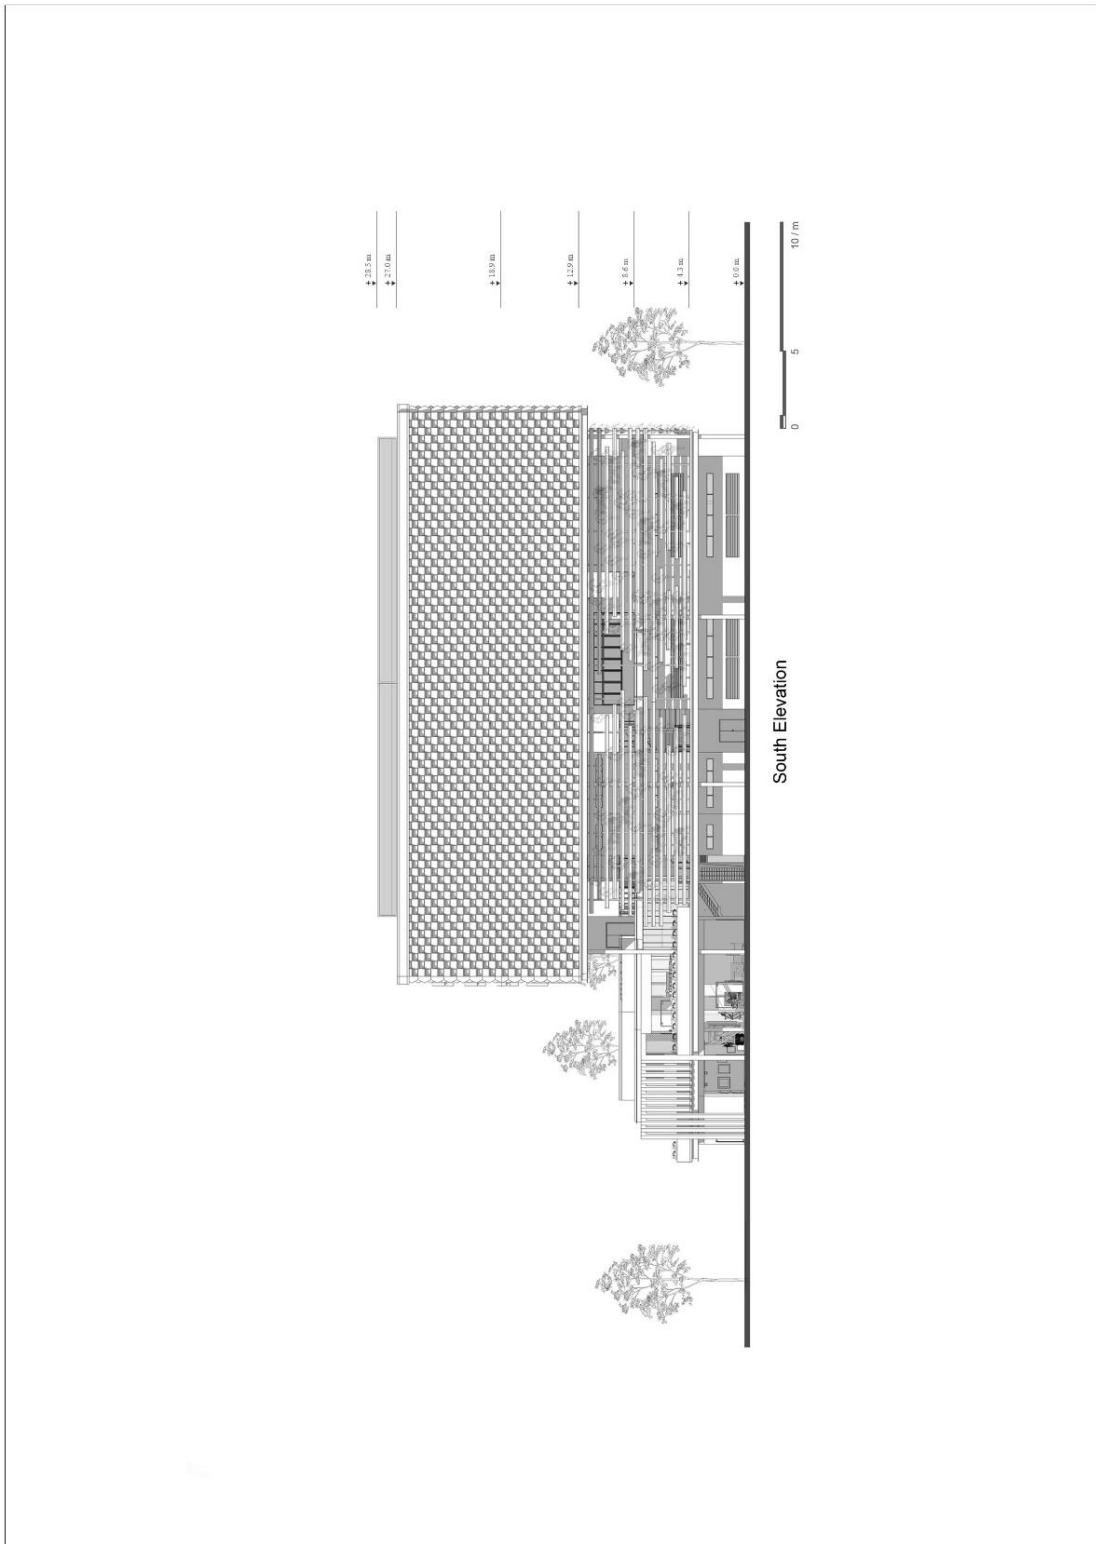 ± 28.5 m
± 27.0 m
± 18.9 m
± 12.9 m
± 8.6 m
± 4.3 m
± 0.0 m
0 5 10 / m
South Elevation